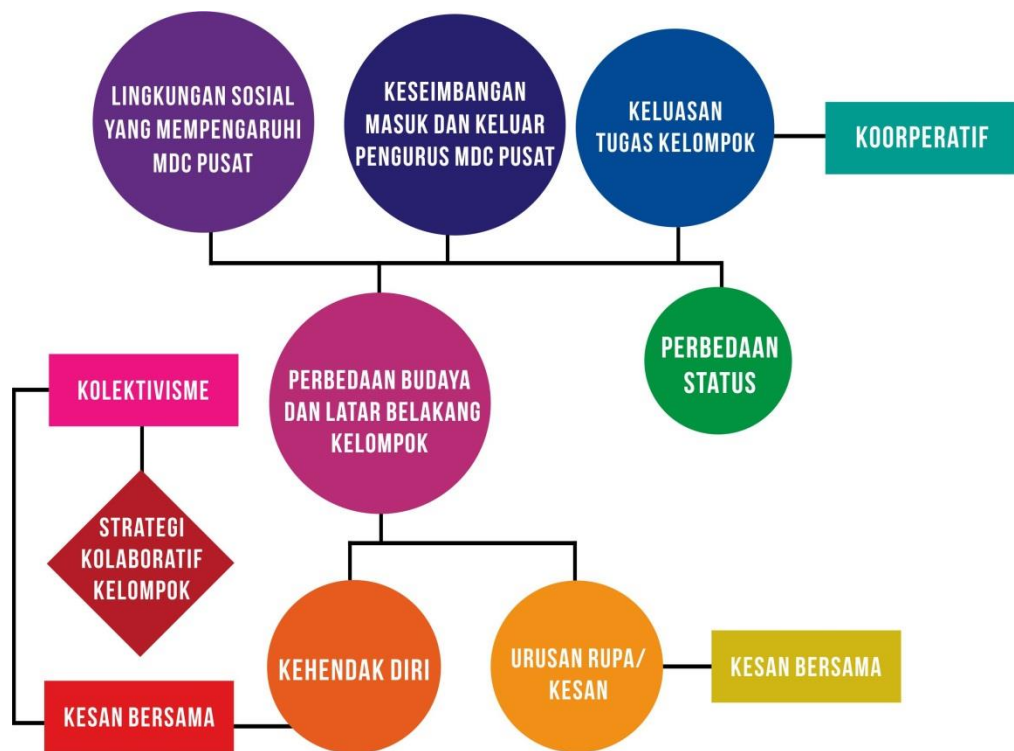 LINGKUNGAN SOSIAL
YANG MEMPENGARUHI
MDC PUSAT
KESEIMBANGAN
MASUK DAN KELUAR
PENGURUS MDC PUSAT
KELUASAN
TUGAS KELOMPOK
KOORPERATIF
PERBEDAAN BUDAYA
DAN LATAR BELAKANG
KELOMPOK
PERBEDAAN
STATUS
KOLEKTIVISME
STRATEGI
KOLABORATIF
KELOMPOK
KESAN BERSAMA
KEHENDAK DIRI
URUSAN RUPA/
KESAN
KESAN BERSAMA